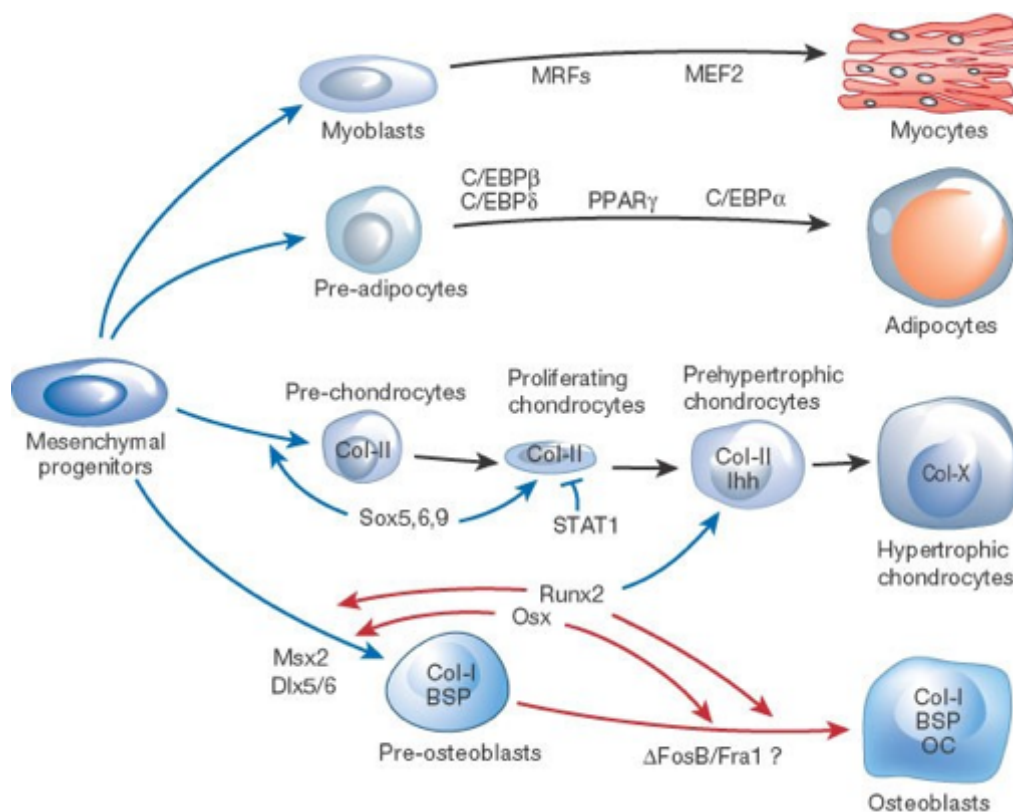 MRFs
MEF2
Myoblasts
Myocytes
C/EBPβ
C/EBPδ
PPARγ
C/EBPα
Pre-adipocytes
Adipocytes
Mesenchymal
progenitors
Pre-chondrocytes
Col-II
Proliferating
chondrocytes
Col-II
Prehypertrophic
chondrocytes
Col-II
Ihh
Col-X
Hypertrophic
chondrocytes
Sox5,6,9
STAT1
Runx2
Osx
Msx2
Dlx5/6
Col-I
BSP
Pre-osteoblasts
ΔFosB/Fra1 ?
Col-I
BSP
OC
Osteoblasts